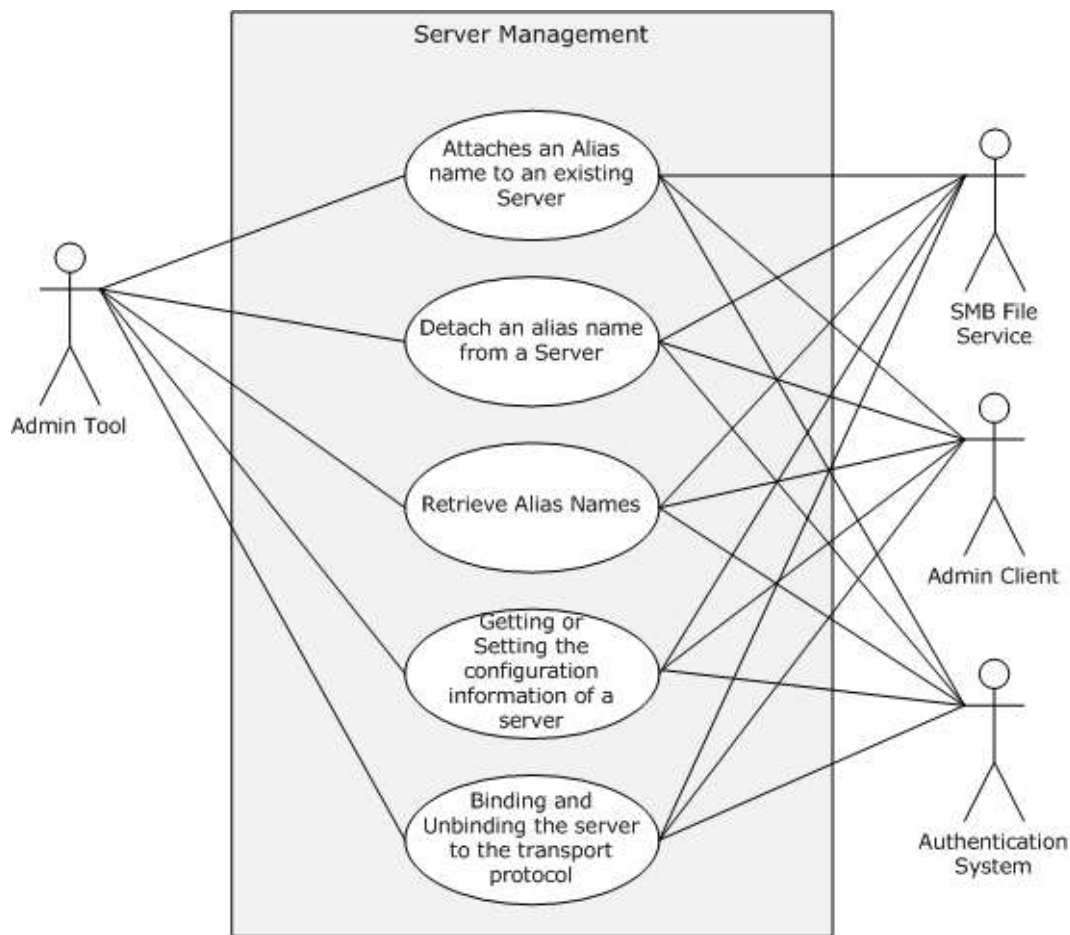 Server Management
Attaches an Alias
name to an existing
Server
Detach an alias name
from a Server
Retrieve Alias Names
Getting or
Setting the
configuration
information of a
server
Binding and
Unbinding the server
to the transport
protocol
Admin Tool
SMB File
Service
Admin Client
Authentication
System